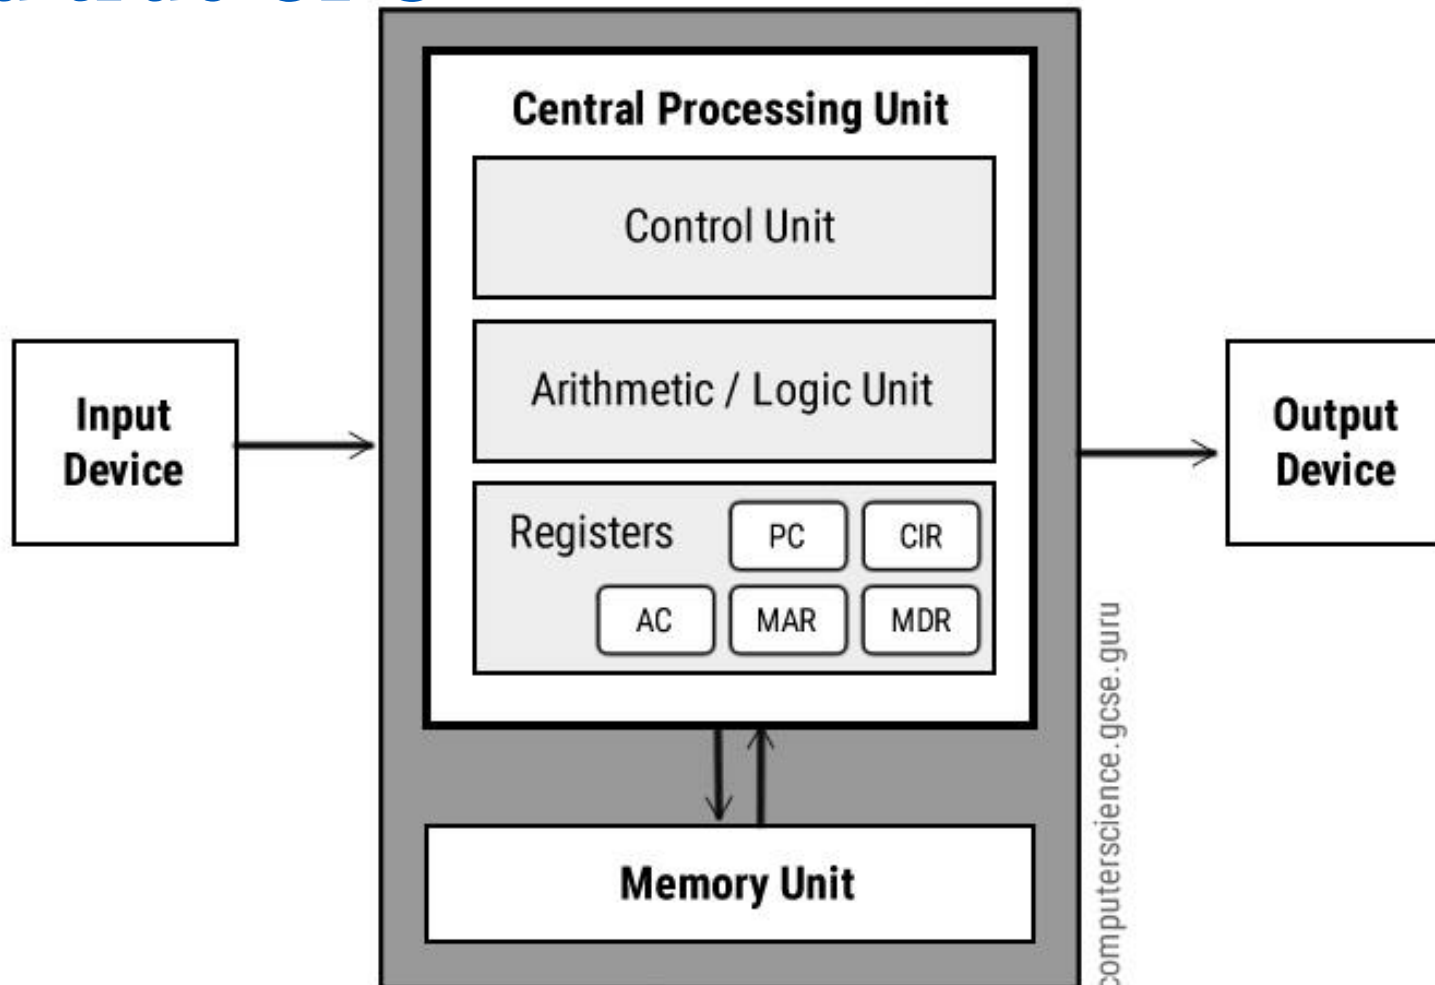 Central Processing Unit
Control Unit
Arithmetic / Logic Unit
Input
Device
Output
Device
Registers
PC
CIR
AC
MAR
MDR
Memory Unit
computerscience.gcse.guru